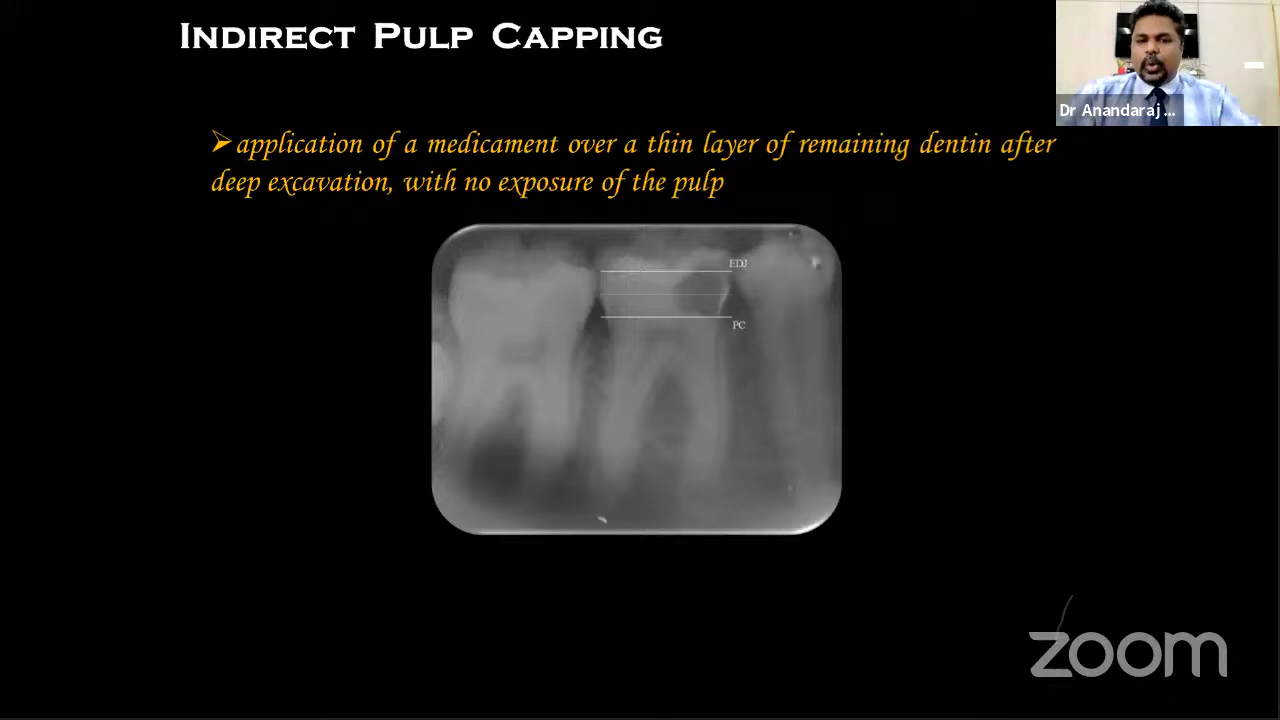 INDIRECT PULP CAPPING
Dr Anandaraj ...
➢application of a medicament over a thin layer of remaining dentin after
deep excavation, with no exposure of the pulp
EDJ
PC
zoom